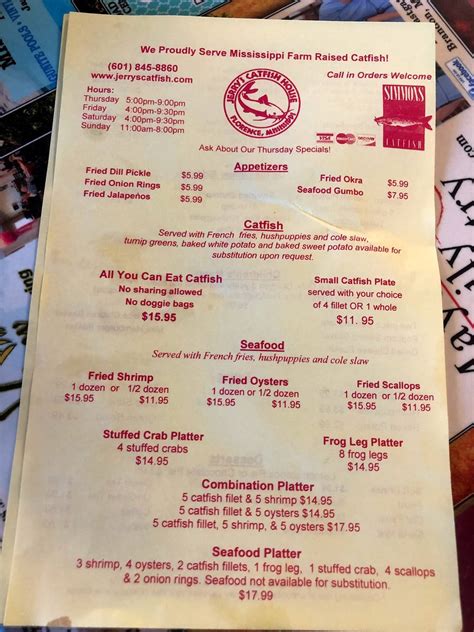 We Proudly Serve Mississippi Farm Raised Catfish!
(601) 845-8860
www.jerryscatfish.com
Call in Orders Welcome
Hours:
Thursday 5:00pm-9:00pm
Friday 4:00pm-9:30pm
Saturday 4:00pm-9:30pm
Sunday 11:00am-8:00pm
JERRY'S CATFISH HOUSE
FLORENCE, MISSISSIPPI
SIMMONS
CATFISH
VISA MasterCard DISCOVER
Ask About Our Thursday Specials!
Appetizers
Fried Dill Pickle $5.99
Fried Onion Rings $5.99
Fried Jalapeños $5.99
Fried Okra $5.99
Seafood Gumbo $7.95
Catfish
Served with French fries, hushpuppies and cole slaw,
turnip greens, baked white potato and baked sweet potato available for
substitution upon request.
All You Can Eat Catfish
No sharing allowed
No doggie bags
$15.95
Small Catfish Plate
served with your choice
of 4 fillet OR 1 whole
$11. 95
Seafood
Served with French fries, hushpuppies and cole slaw
Fried Shrimp
1 dozen or 1/2 dozen
$15.95 $11.95
Fried Oysters
1 dozen or 1/2 dozen
$15.95 $11.95
Fried Scallops
1 dozen or 1/2 dozen
$15.95 $11.95
Stuffed Crab Platter
4 stuffed crabs
$14.95
Frog Leg Platter
8 frog legs
$14.95
Combination Platter
5 catfish filet & 5 shrimp $14.95
5 catfish fillet & 5 oysters $14.95
5 catfish fillet, 5 shrimp, & 5 oysters $17.95
Seafood Platter
3 shrimp, 4 oysters, 2 catfish fillets, 1 frog leg, 1 stuffed crab, 4 scallops
& 2 onion rings. Seafood not available for substitution.
$17.99